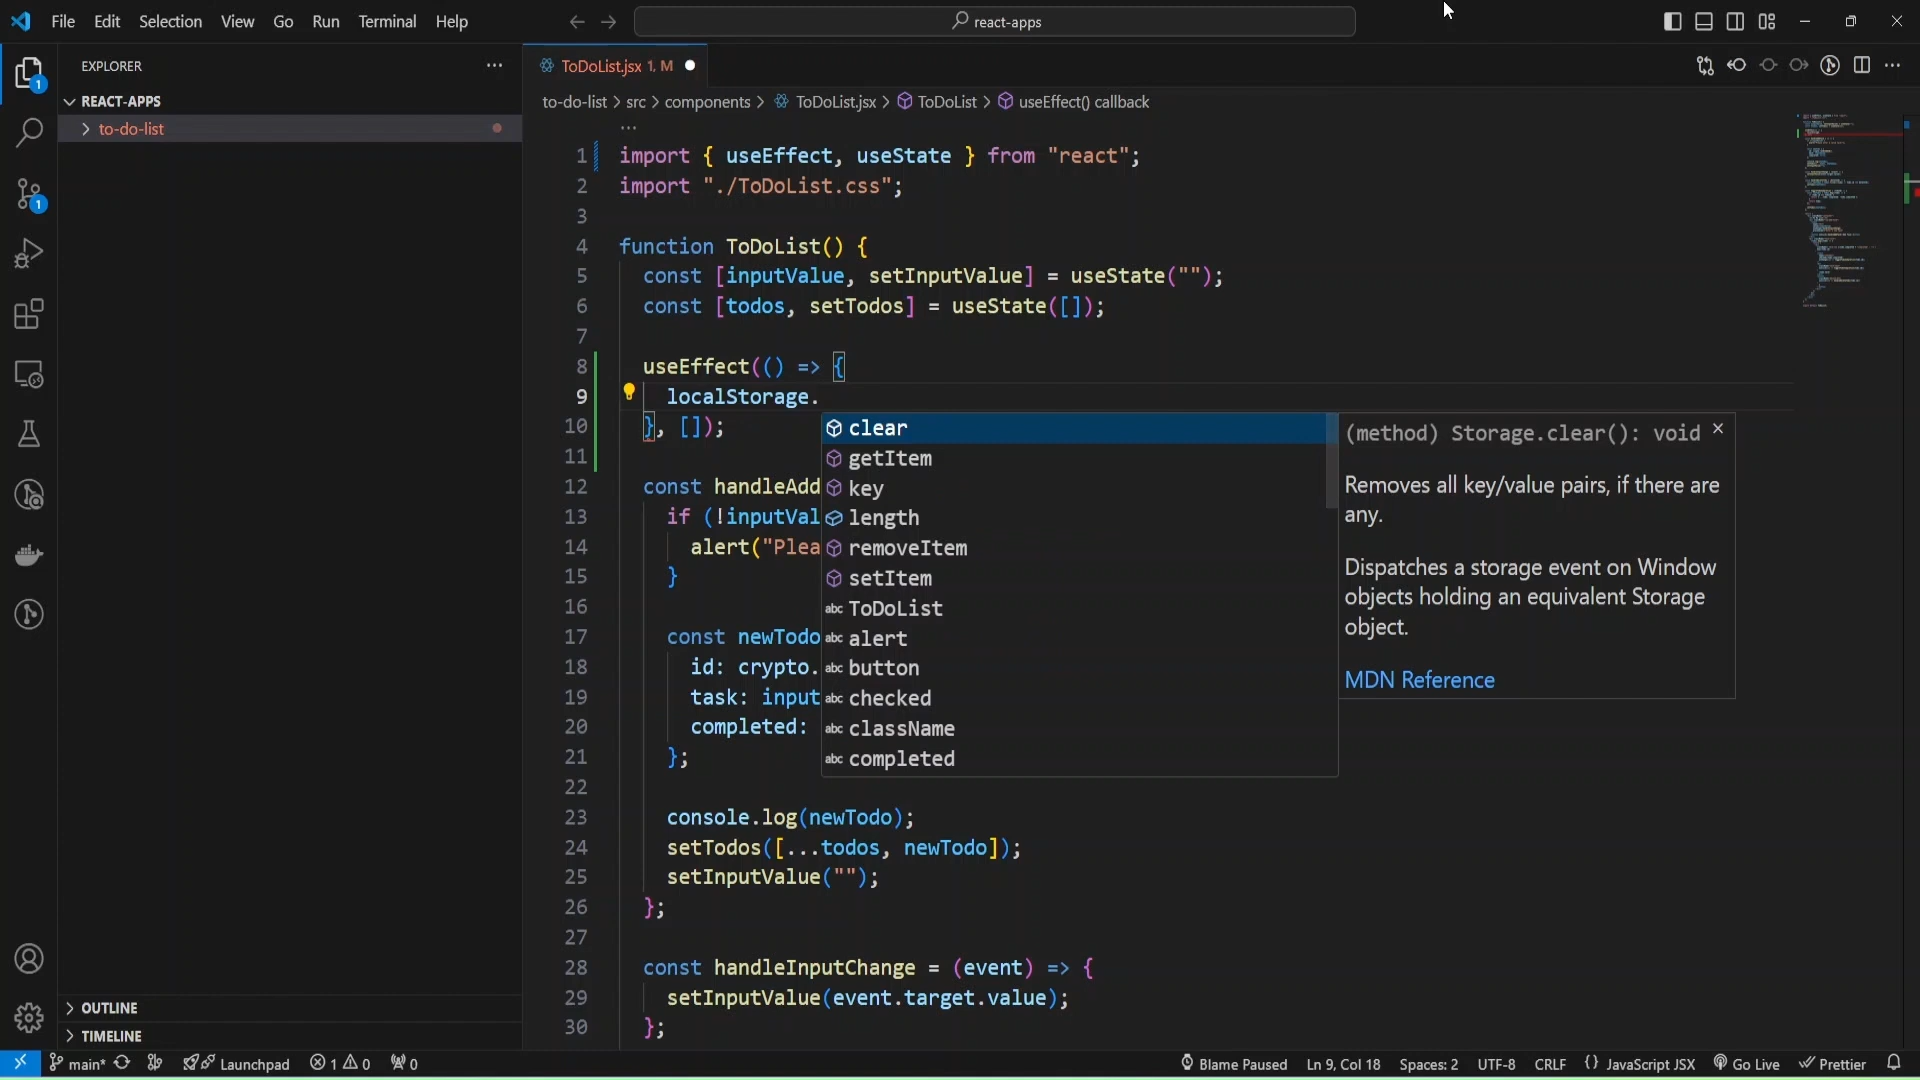 File Edit Selection View Go Run Terminal Help
react-apps
EXPLORER
REACT-APPS
to-do-list
1
1
ToDoList.jsx 1, M
to-do-list > src > components > ToDoList.jsx > ToDoList > useEffect() callback
...
1 import { useEffect, useState } from "react";
2 import "./ToDoList.css";
3
4 function ToDoList() {
5 const [inputValue, setInputValue] = useState("");
6 const [todos, setTodos] = useState([]);
7
8 useEffect(() => {
9 localStorage.
10 }, []);
11
12 const handleAdd
13 if (!inputVal
14 alert("Plea
15 }
16
17 const newTodo
18 id: crypto.
19 task: input
20 completed:
21 };
22
23 console.log(newTodo);
24 setTodos([...todos, newTodo]);
25 setInputValue("");
26 };
27
28 const handleInputChange = (event) => {
29 setInputValue(event.target.value);
30 };
clear
getItem
key
length
removeItem
setItem
abc ToDoList
abc alert
abc button
abc checked
abc className
abc completed
(method) Storage.clear(): void
Removes all key/value pairs, if there are
any.
Dispatches a storage event on Window
objects holding an equivalent Storage
object.
MDN Reference
OUTLINE
TIMELINE
main* Launchpad 1 0 0 Blame Paused Ln 9, Col 18 Spaces: 2 UTF-8 CRLF {} JavaScript JSX Go Live Prettier